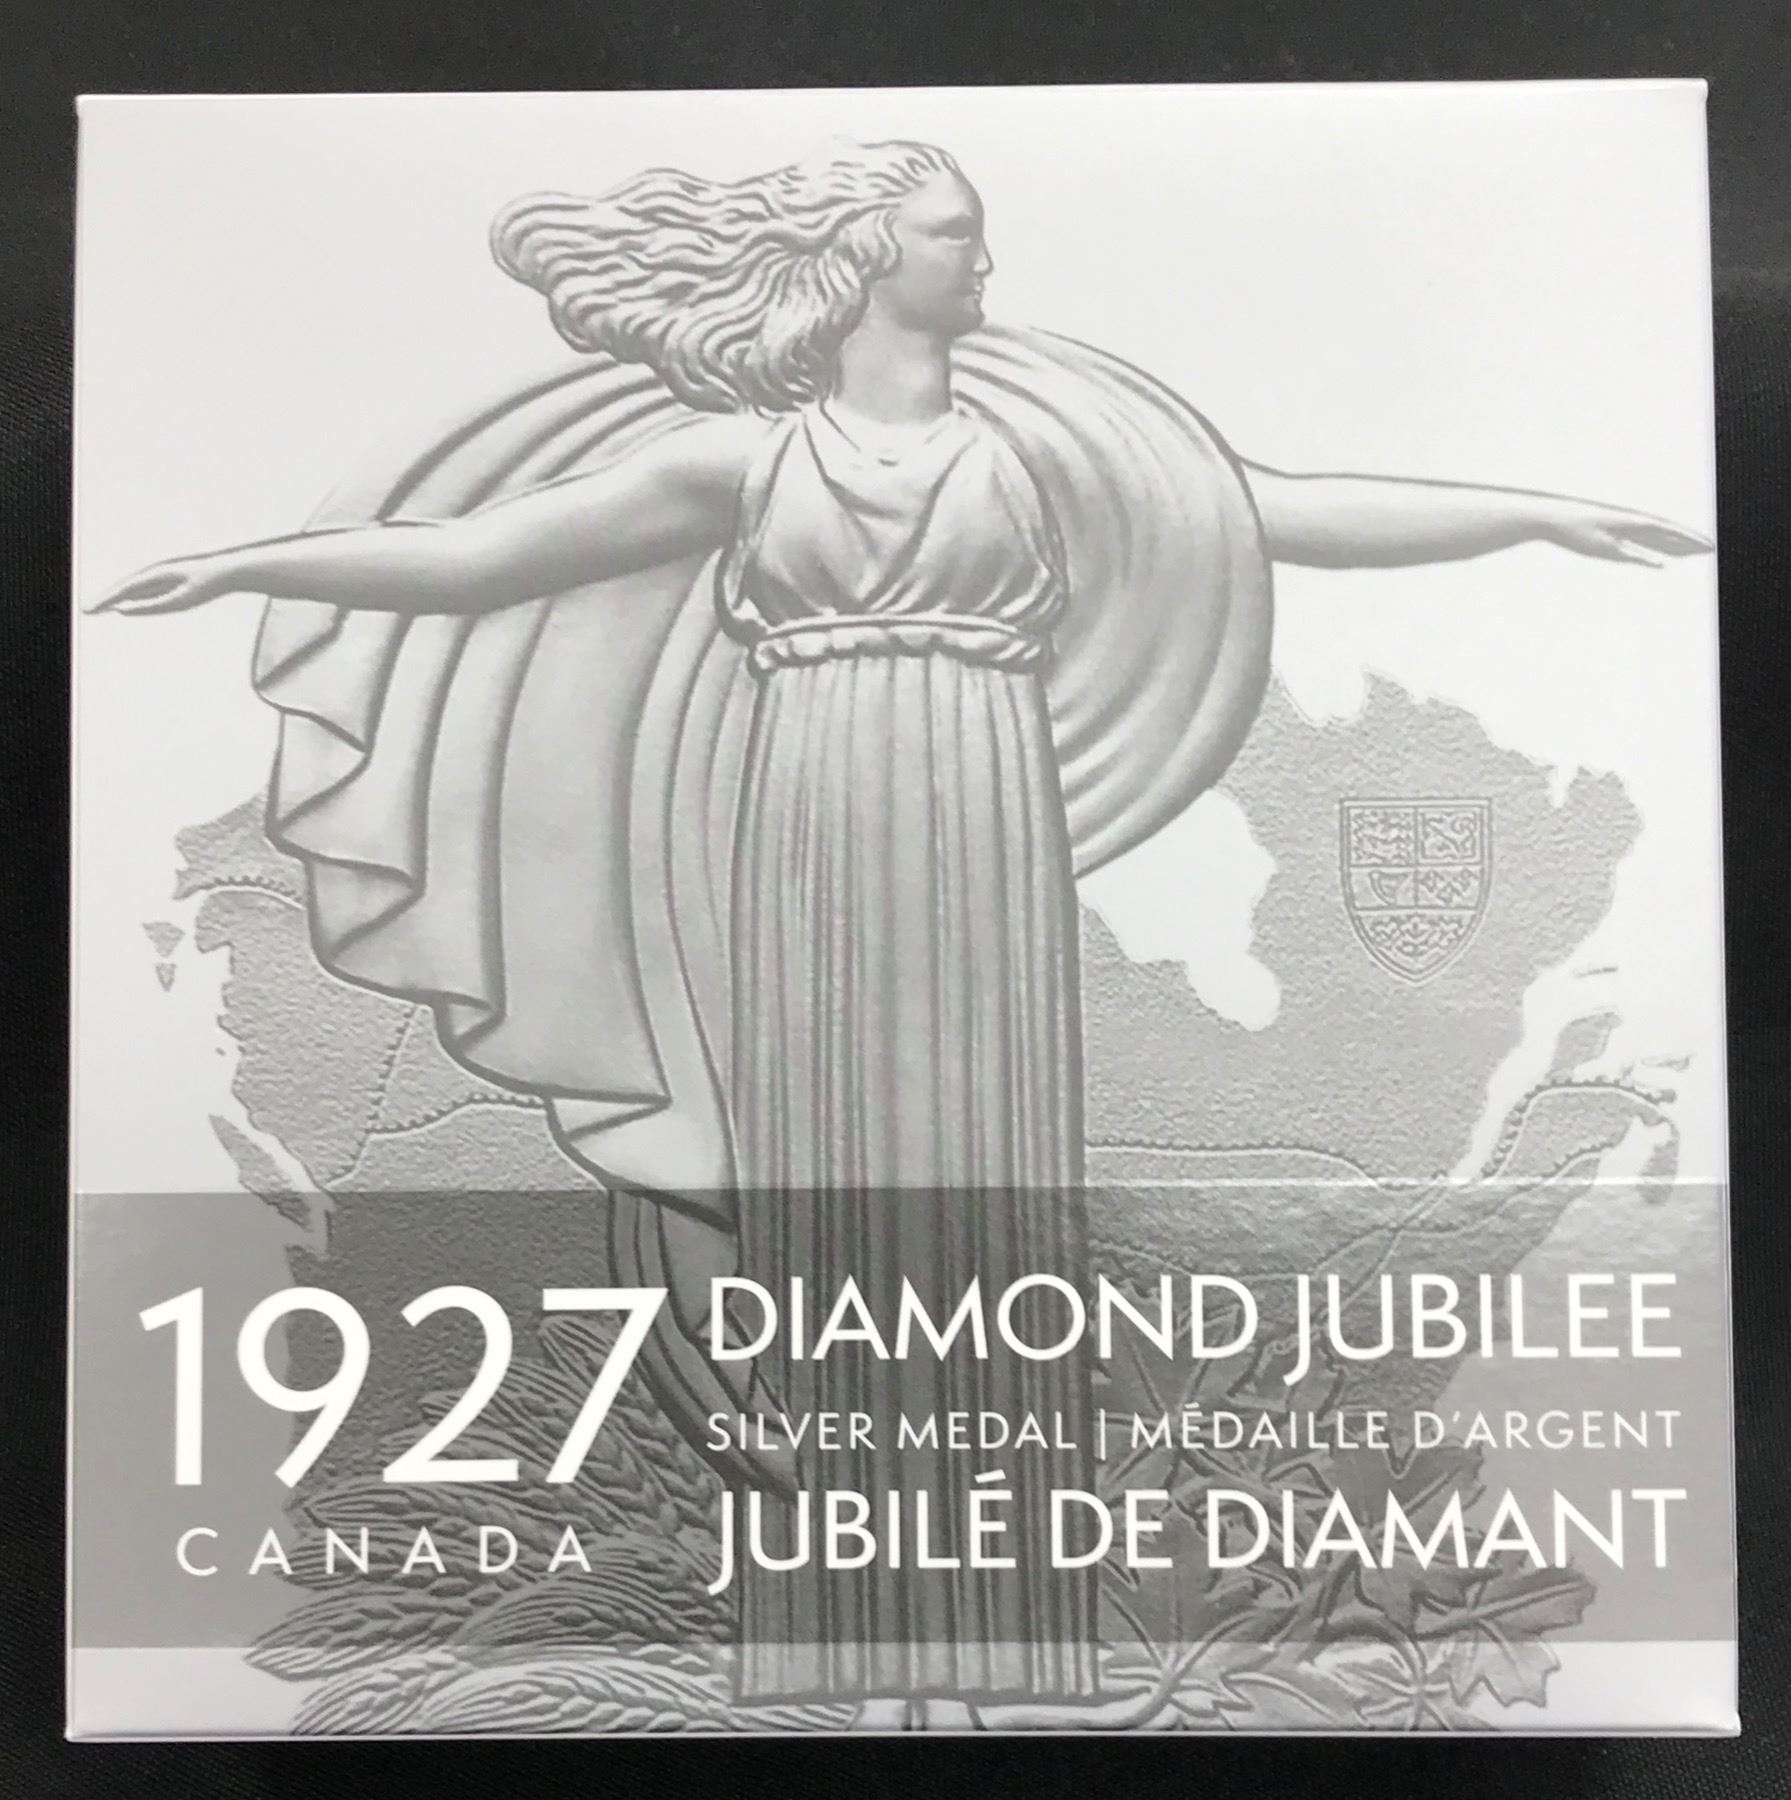 1927
CANADA
DIAMOND JUBILEE
SILVER MEDAL | MÉDAILLE D'ARGENT
JUBILÉ DE DIAMANT